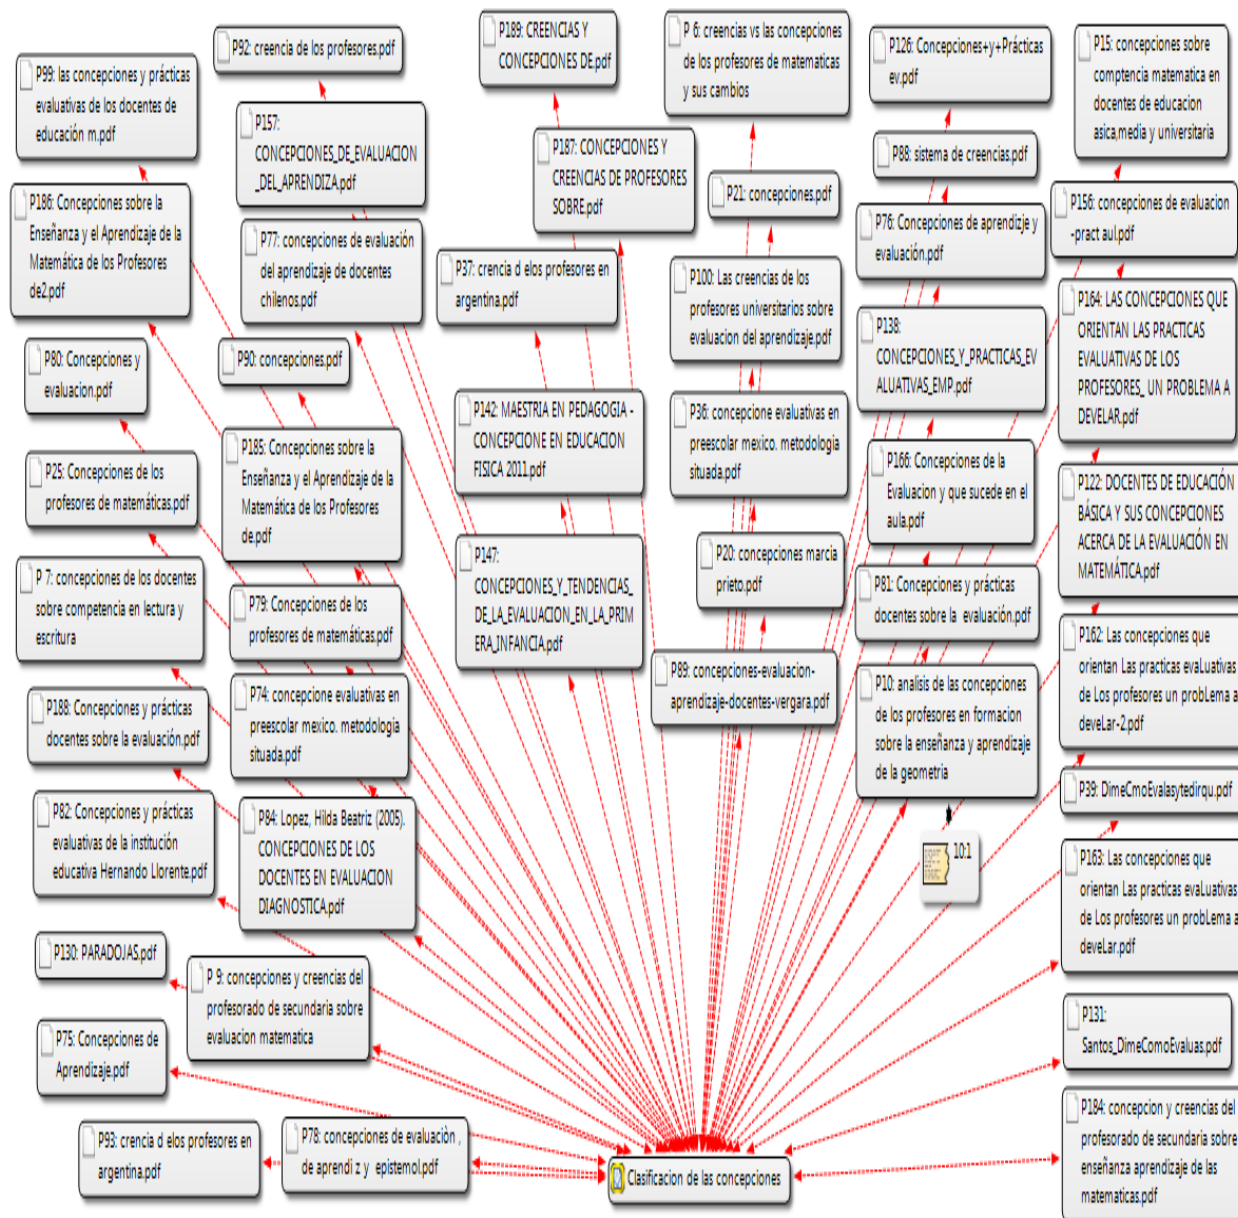 P92: creencia de los profesores.pdf
P99: las concepciones y prácticas
evaluativas de los docentes de
educación m.pdf
P157:
CONCEPCIONES_DE_EVALUACION
_DEL_APRENDIZA.pdf
P186: Concepciones sobre la
Enseñanza y el Aprendizaje de la
Matemática de los Profesores
de2.pdf
P77: concepciones de evaluación
del aprendizaje de docentes
chilenos.pdf
P80: Concepciones y
evaluacion.pdf
P90: concepciones.pdf
P25: Concepciones de los
profesores de matemáticas.pdf
P185: Concepciones sobre la
Enseñanza y el Aprendizaje de la
Matemática de los Profesores
de.pdf
P 7: concepciones de los docentes
sobre competencia en lectura y
escritura
P79: Concepciones de los
profesores de matemáticas.pdf
P188: Concepciones y prácticas
docentes sobre la evaluación.pdf
P74: concepcione evaluativas en
preescolar mexico. metodologia
situada.pdf
P82: Concepciones y prácticas
evaluativas de la institución
educativa Hernando Llorente.pdf
P84: Lopez, Hilda Beatriz (2005).
CONCEPCIONES DE LOS
DOCENTES EN EVALUACION
DIAGNOSTICA.pdf
P130: PARADOJAS.pdf
P 9: concepciones y creencias del
profesorado de secundaria sobre
evaluacion matematica
P75: Concepciones de
Aprendizaje.pdf
P93: crencia d elos profesores en
argentina.pdf
P78: concepciones de evaluaciòn ,
de aprendi z y epistemol.pdf
P189: CREENCIAS Y
CONCEPCIONES DE.pdf
P187: CONCEPCIONES Y
CREENCIAS DE PROFESORES
SOBRE.pdf
P37: crencia d elos profesores en
argentina.pdf
P142: MAESTRIA EN PEDAGOGIA -
CONCEPCIONE EN EDUCACION
FISICA 2011.pdf
P147:
CONCEPCIONES_Y_TENDENCIAS_
DE_LA_EVALUACION_EN_LA_PRIM
ERA_INFANCIA.pdf
P 6: creencias vs las concepciones
de los profesores de matematicas
y sus cambios
P21: concepciones.pdf
P100: Las creencias de los
profesores universitarios sobre
evaluacion del aprendizaje.pdf
P36: concepcione evaluativas en
preescolar mexico. metodologia
situada.pdf
P20: concepciones marcia
prieto.pdf
P89: concepciones-evaluacion-
aprendizaje-docentes-vergara.pdf
P126: Concepciones+y+Prácticas
ev.pdf
P88: sistema de creencias.pdf
P76: Concepciones de aprendizje y
evaluación.pdf
P138:
CONCEPCIONES_Y_PRACTICAS_EV
ALUATIVAS_EMP.pdf
P166: Concepciones de la
Evaluacion y que sucede en el
aula.pdf
P81: Concepciones y prácticas
docentes sobre la evaluación.pdf
P10: analisis de las concepciones
de los profesores en formacion
sobre la enseñanza y aprendizaje
de la geometria
10:1
P15: concepciones sobre
comptencia matematica en
docentes de educacion
asica,media y universitaria
P156: concepciones de evaluacion
-pract aul.pdf
P164: LAS CONCEPCIONES QUE
ORIENTAN LAS PRACTICAS
EVALUATIVAS DE LOS
PROFESORES_ UN PROBLEMA A
DEVELAR.pdf
P122: DOCENTES DE EDUCACIÓN
BÁSICA Y SUS CONCEPCIONES
ACERCA DE LA EVALUACIÓN EN
MATEMÁTICA.pdf
P162: Las concepciones que
orientan Las practicas evaLuativas
de Los profesores un probLema a
deveLar-2.pdf
P39: DimeCmoEvalasytedirqu.pdf
P163: Las concepciones que
orientan Las practicas evaLuativas
de Los profesores un probLema a
deveLar.pdf
P131:
Santos_DimeComoEvaluas.pdf
P184: concepcion y creencias del
profesorado de secundaria sobre
enseñanza aprendizaje de las
matematicas.pdf
Clasificacion de las concepciones